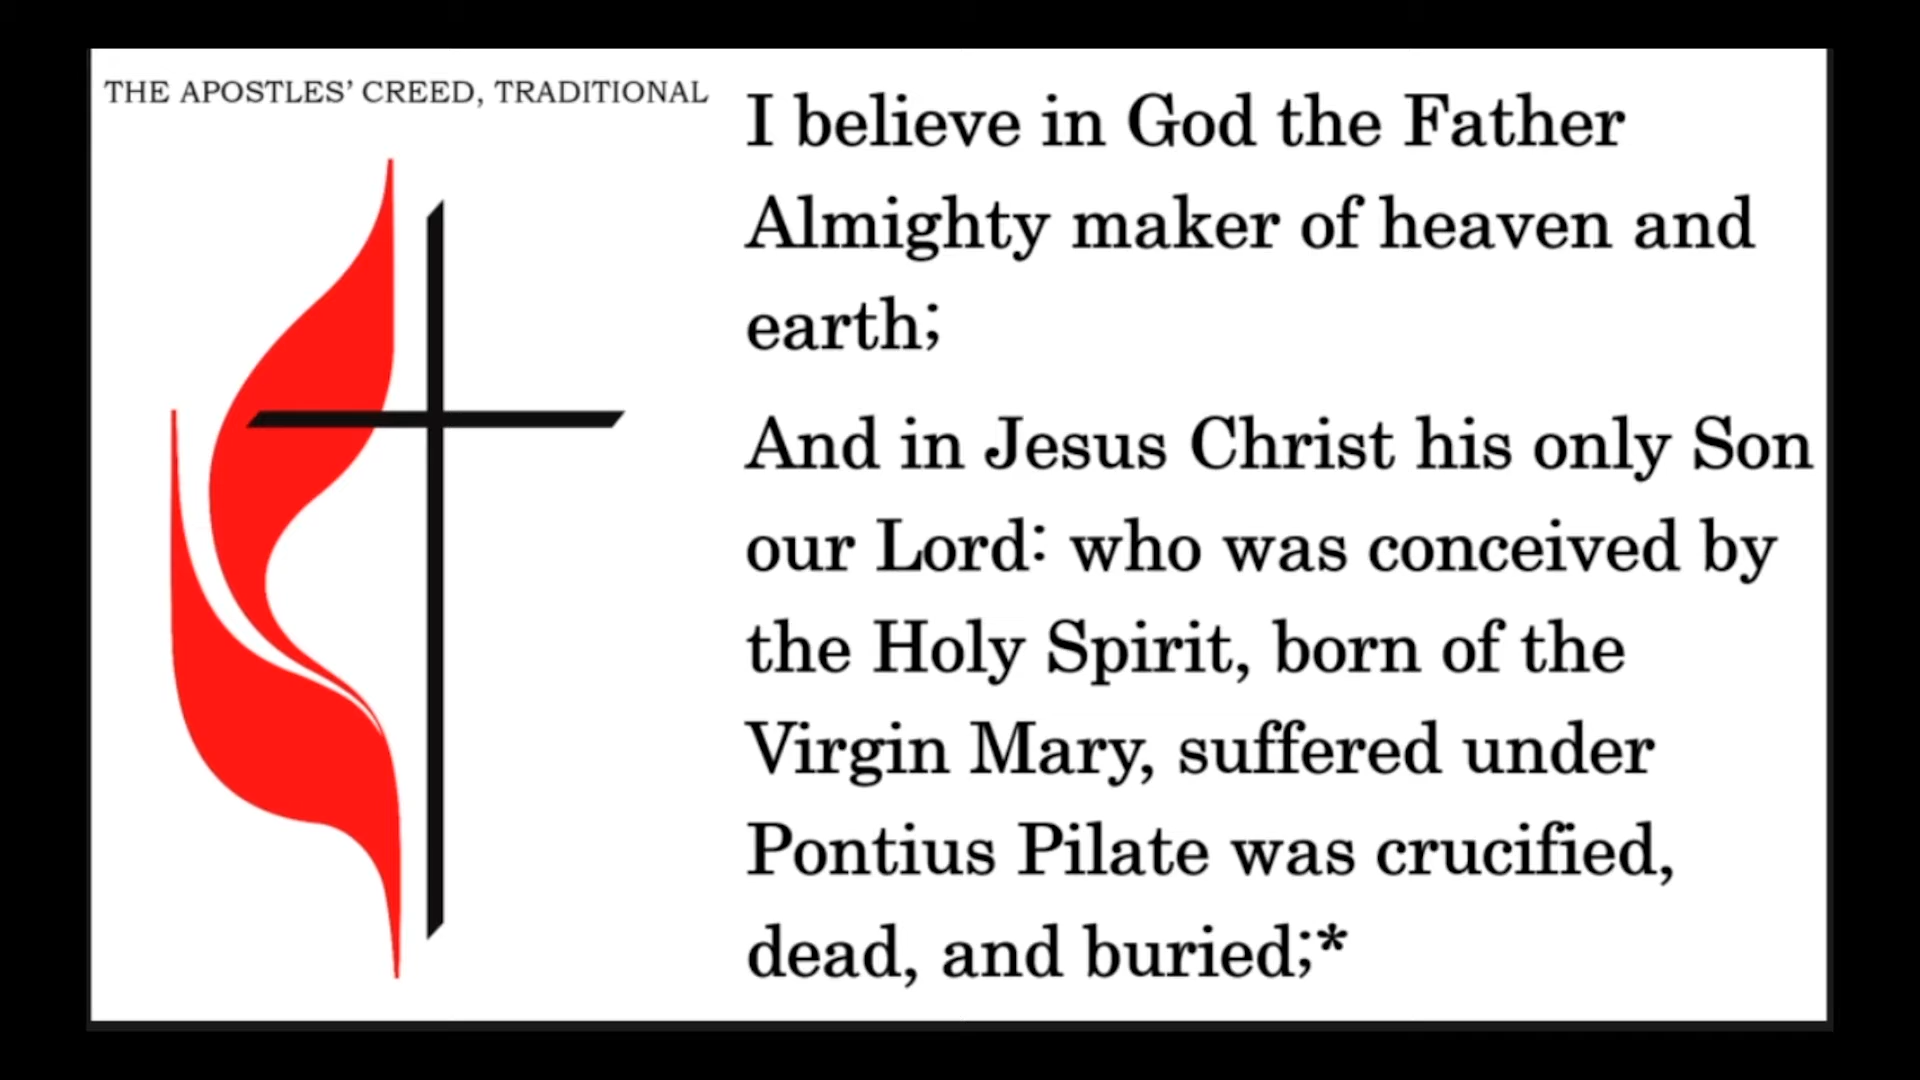 THE APOSTLES’ CREED, TRADITIONAL
I believe in God the Father
Almighty maker of heaven and
earth;
And in Jesus Christ his only Son
our Lord: who was conceived by
the Holy Spirit, born of the
Virgin Mary, suffered under
Pontius Pilate was crucified,
dead, and buried;*